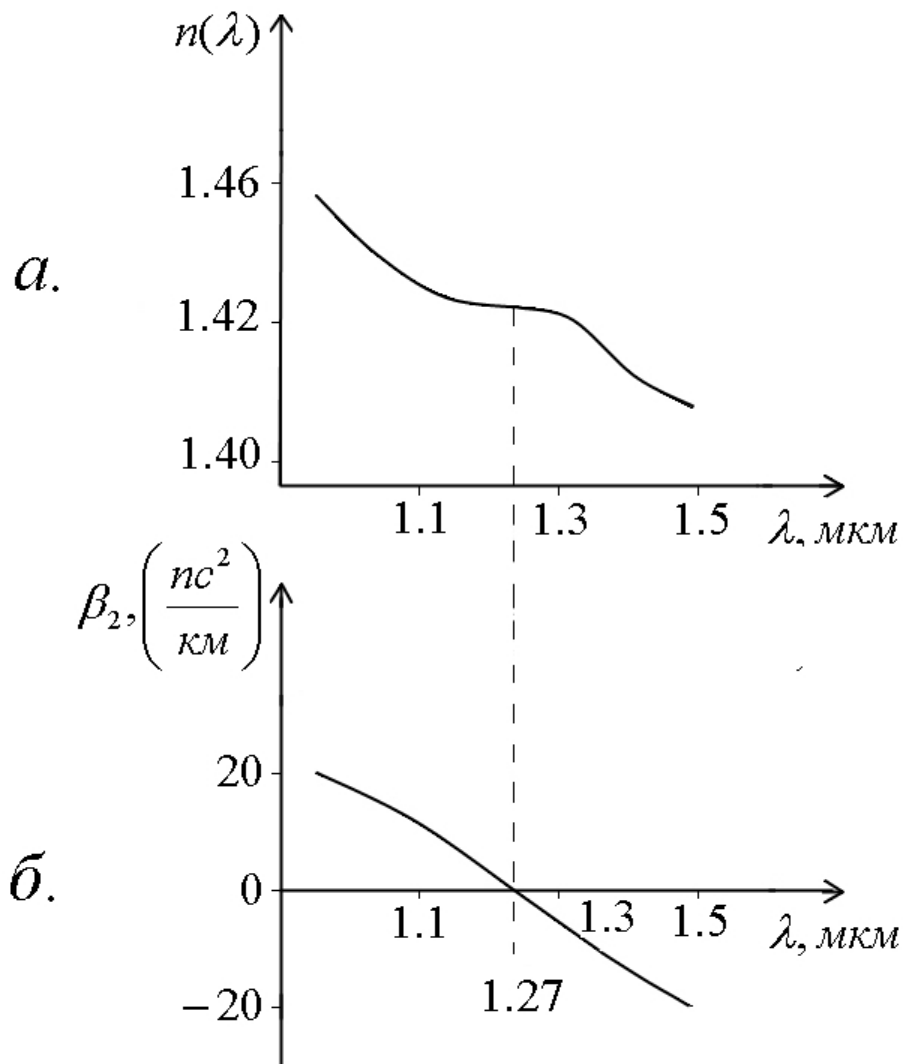 n(λ)
1.46
а.
1.42
1.40
1.1 1.3 1.5 λ, мкм
β₂, (пс²/км)
20
б.
0
1.1 1.3 1.5 λ, мкм
1.27
−20